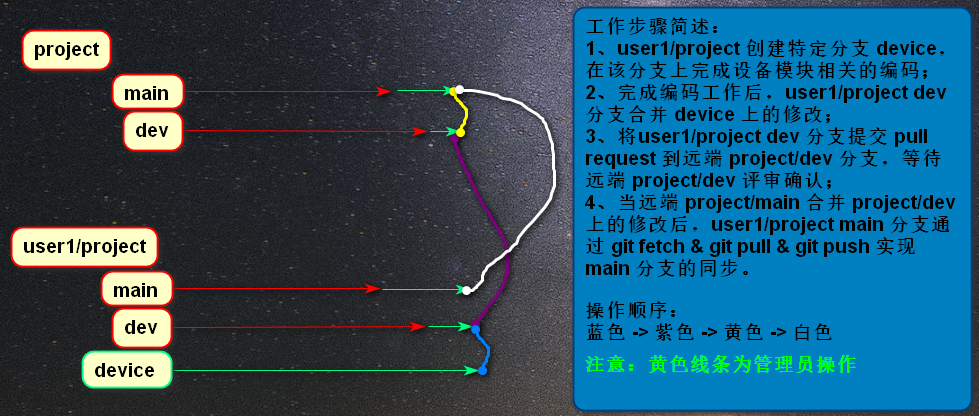 project
main
dev
user1/project
main
dev
device
工作步骤简述：
1、user1/project 创建特定分支 device，
在该分支上完成设备模块相关的编码；
2、完成编码工作后，user1/project dev
分支合并 device 上的修改；
3、将user1/project dev 分支提交 pull
request 到远端 project/dev 分支，等待
远端 project/dev 评审确认；
4、当远端 project/main 合并 project/dev
上的修改后，user1/project main 分支通
过 git fetch & git pull & git push 实现
main 分支的同步。
操作顺序：
蓝色 -> 紫色 -> 黄色 -> 白色
注意：黄色线条为管理员操作